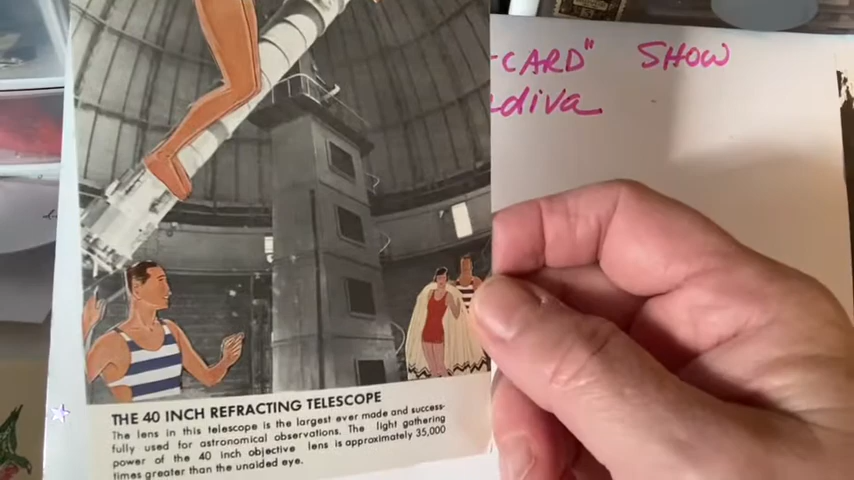 -CARD" SHOW
ediva
THE 40 INCH REFRACTING TELESCOPE
The lens in this telescope is the largest ever made and success
fully used for astronomical observations. The light gathering
power of the 40 inch objective lens is approximately 35,000
times greater than the unaided eye.